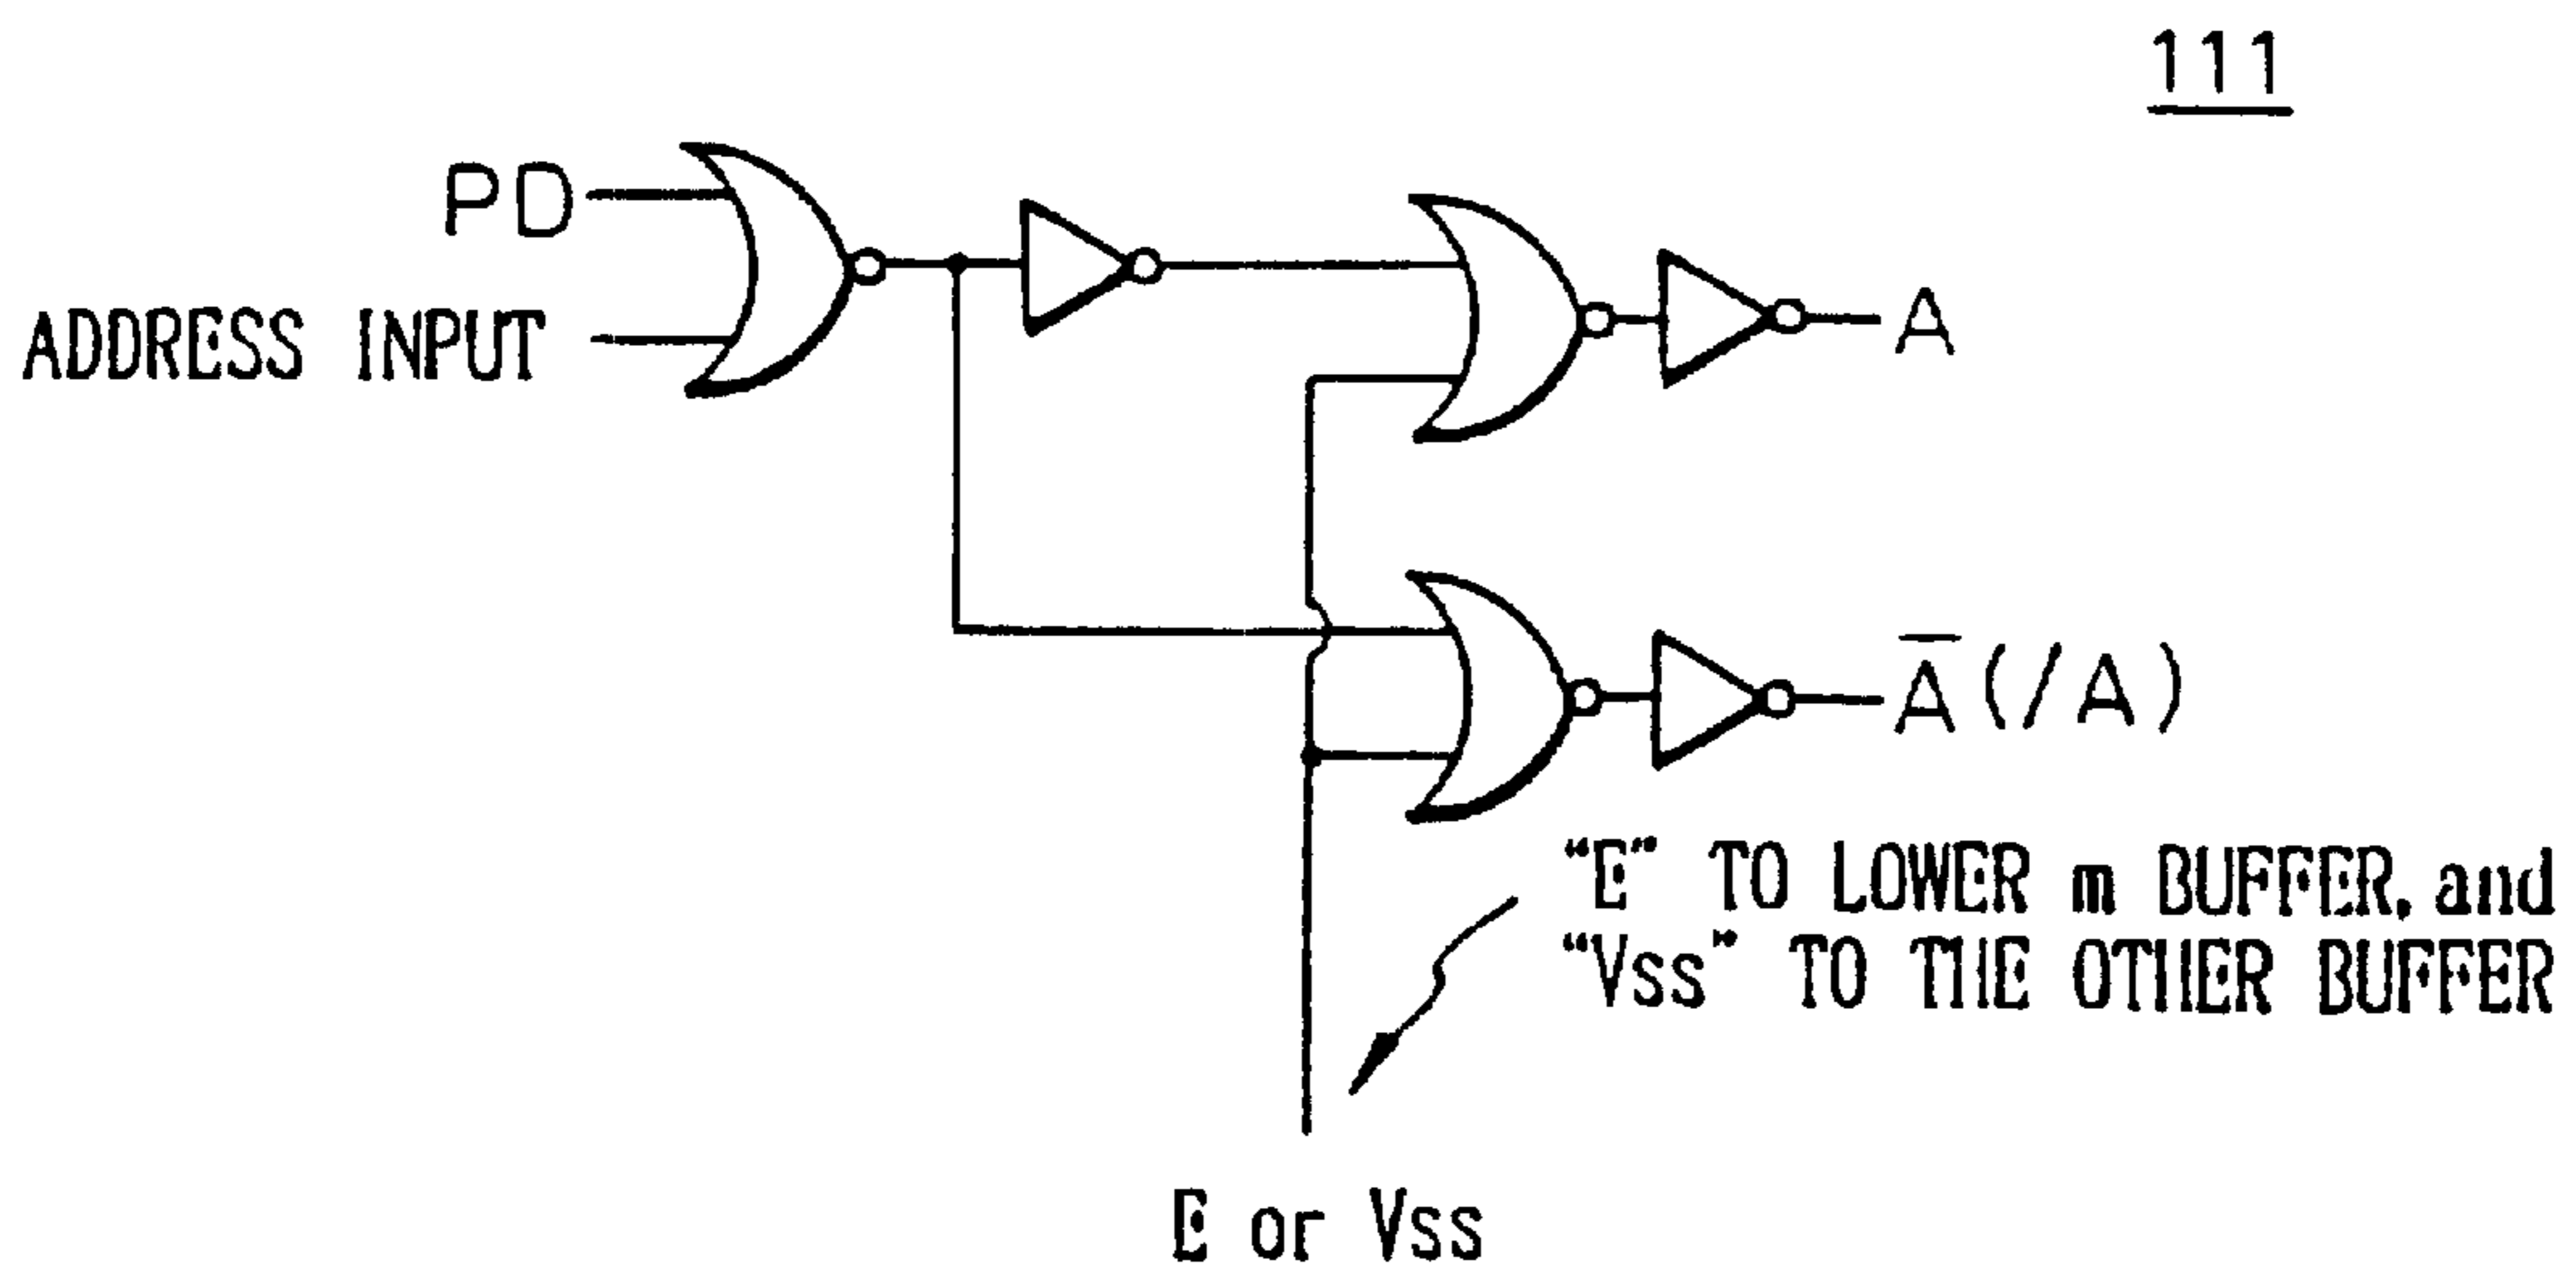 111
PD
ADDRESS INPUT
A
A̅(/A)
“E” TO LOWER m BUFFER, and
“Vss” TO THE OTHER BUFFER
E or Vss